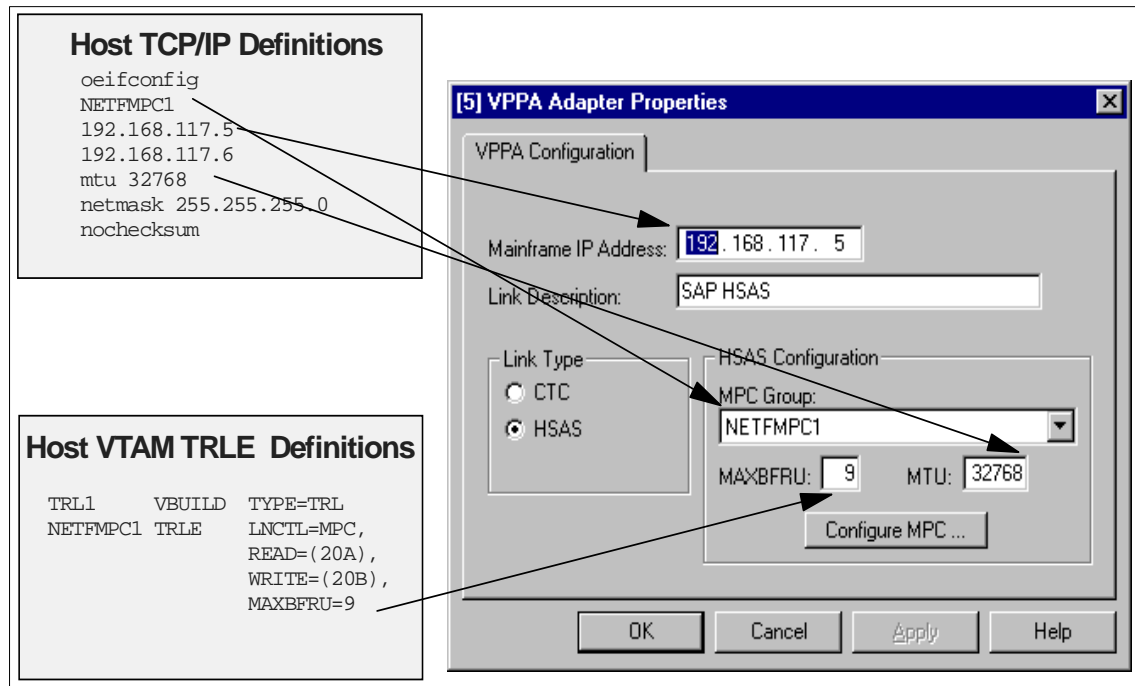 Host TCP/IP Definitions
oeifconfig
NETFMPC1
192.168.117.5
192.168.117.6
mtu 32768
netmask 255.255.255.0
nochecksum
Host VTAM TRLE Definitions
TRL1 VBUILD TYPE=TRL
NETFMPC1 TRLE LNCTL=MPC,
READ=(20A),
WRITE=(20B),
MAXBFRU=9
[5] VPPA Adapter Properties
VPPA Configuration
Mainframe IP Address: 192 . 168 . 117 . 5
Link Description: SAP HSAS
Link Type
CTC
HSAS
HSAS Configuration
MPC Group:
NETFMPC1
MAXBFRU: 9 MTU: 32768
Configure MPC ...
OK Cancel Apply Help